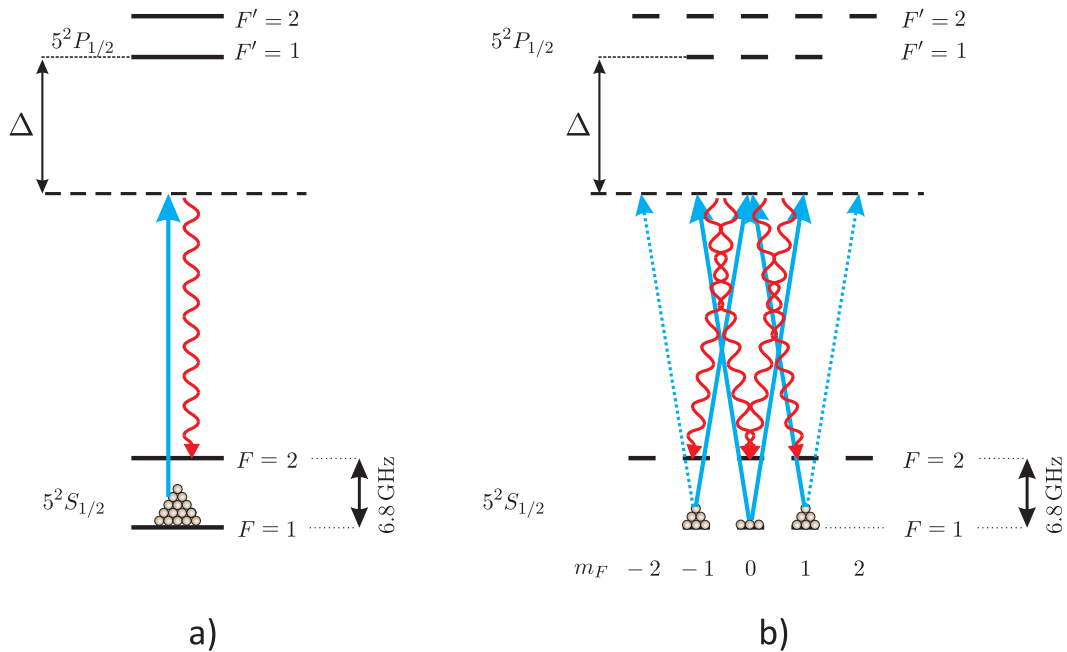 F′ = 2
5²P₁/₂
F′ = 1
Δ
F = 2
5²S₁/₂
6.8 GHz
F = 1
a)
F′ = 2
5²P₁/₂
F′ = 1
Δ
F = 2
5²S₁/₂
6.8 GHz
F = 1
m_F −2 −1 0 1 2
b)